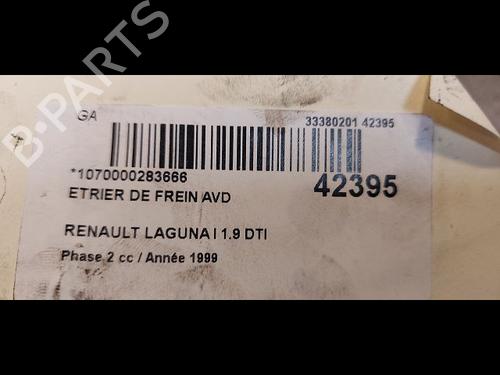 GA
33380201 42395
*1070000283666
42395
ETRIER DE FREIN AVD
RENAULT LAGUNA I 1.9 DTI
Phase 2 cc / Année 1999
B-PARTS